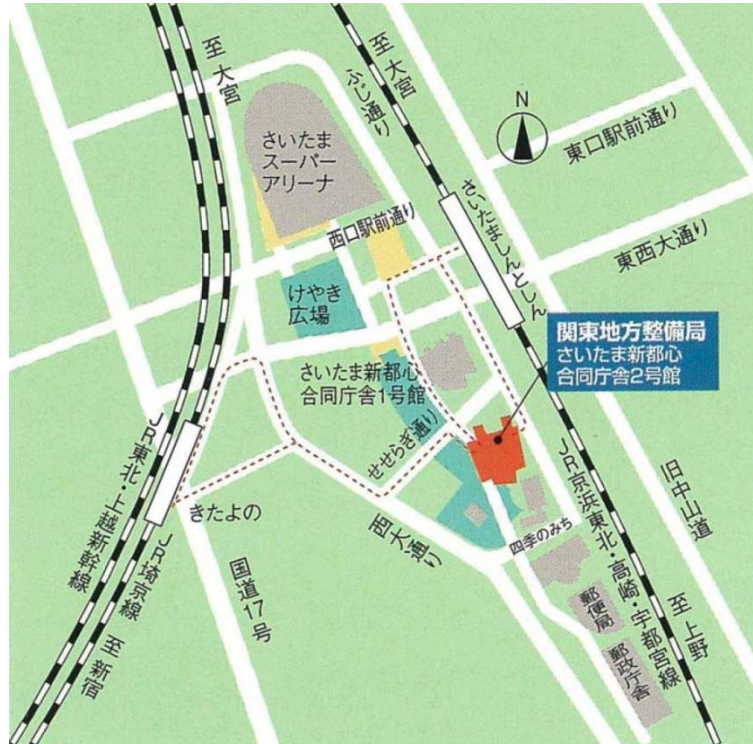 至大宮
ふじ通り
至大宮
N
東口駅前通り
さいたま
スーパー
アリーナ
西口駅前通り
さいたましんとしん
東西大通り
けやき
広場
関東地方整備局
さいたま新都心
合同庁舎2号館
さいたま新都心
合同庁舎1号館
せせらぎ通り
JR東北・上越新幹線
きたよの
JR埼京線
至新宿
国道17号
西大通り
四季のみち
JR京浜東北・高崎・宇都宮線
旧中山道
郵便局
郵政庁舎
至上野